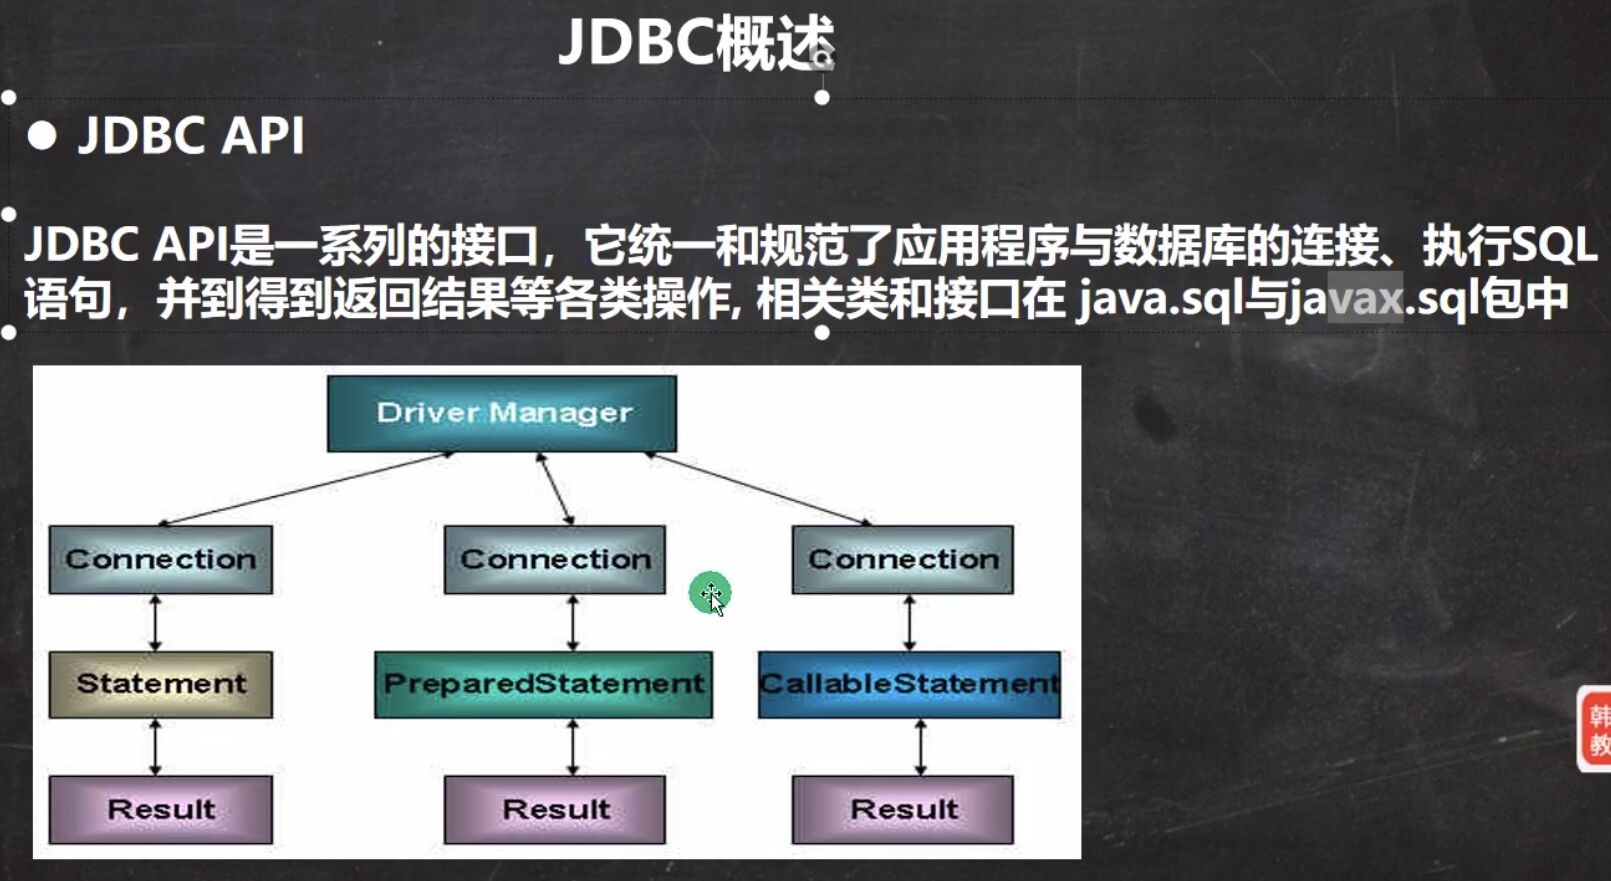 JDBC概述
● JDBC API
JDBC API是一系列的接口，它统一和规范了应用程序与数据库的连接、执行SQL
语句，并到得到返回结果等各类操作, 相关类和接口在 java.sql与javax.sql包中
Driver Manager
Connection Connection Connection
Statement PreparedStatement CallableStatement
Result Result Result
韩
教